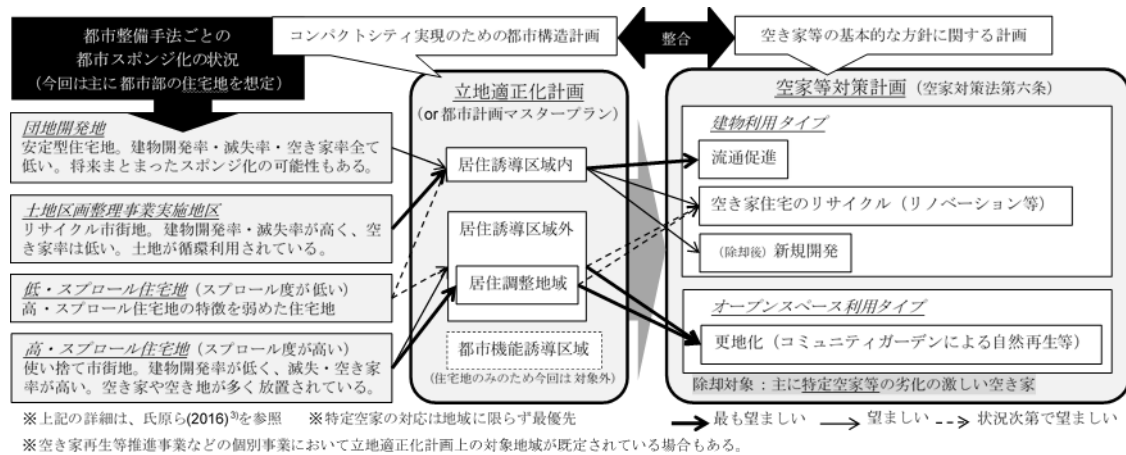 都市整備手法ごとの
都市スポンジ化の状況
(今回は主に都市部の住宅地を想定)
コンパクトシティ実現のための都市構造計画
整合
空き家等の基本的な方針に関する計画
団地開発地
安定型住宅地。建物開発率・滅失率・空き家率全て
低い。将来まとまったスポンジ化の可能性もある。
土地区画整理事業実施地区
リサイクル市街地。建物開発率・滅失率が高く、空
き家率は低い。土地が循環利用されている。
低・スプロール住宅地（スプロール度が低い）
高・スプロール住宅地の特徴を弱めた住宅地
高・スプロール住宅地（スプロール度が高い）
使い捨て市街地。建物開発率が低く、滅失・空き家
率が高い。空き家や空き地が多く放置されている。
立地適正化計画
(or 都市計画マスタープラン)
居住誘導区域内
居住誘導区域外
居住調整地域
都市機能誘導区域
(住宅地のみのため今回は 対象外)
空家等対策計画（空家対策法第六条）
建物利用タイプ
流通促進
空き家住宅のリサイクル（リノベーション等）
（除却後）新規開発
オープンスペース利用タイプ
更地化（コミュニティガーデンによる自然再生等）
除却対象：主に特定空家等の劣化の激しい空き家
※上記の詳細は、氏原ら(2016)3)を参照　※特定空家の対応は地域に限らず最優先
最も望ましい 望ましい 状況次第で望ましい
※空き家再生等推進事業などの個別事業において立地適正化計画上の対象地域が既定されている場合もある。